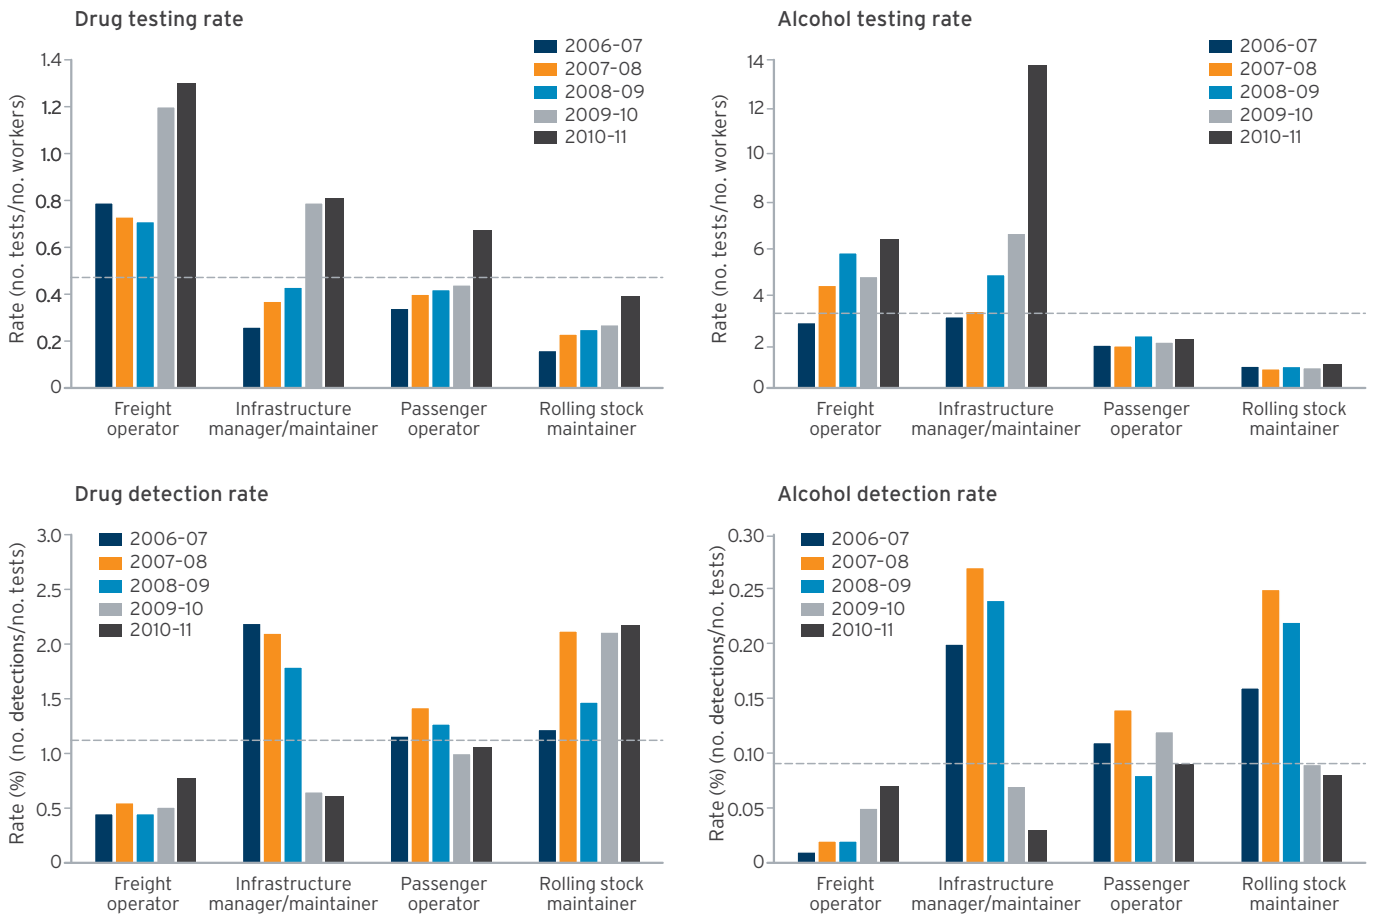 Drug testing rate
Rate (no. tests/no. workers)
1.4
1.2
1.0
0.8
0.6
0.4
0.2
0
2006–07
2007–08
2008–09
2009–10
2010–11
Freight
operator
Infrastructure
manager/maintainer
Passenger
operator
Rolling stock
maintainer
Alcohol testing rate
Rate (no. tests/no. workers)
14
12
10
8
6
4
2
0
2006–07
2007–08
2008–09
2009–10
2010–11
Freight
operator
Infrastructure
manager/maintainer
Passenger
operator
Rolling stock
maintainer
Drug detection rate
Rate (%) (no. detections/no. tests)
3.0
2.5
2.0
1.5
1.0
0.5
0
2006–07
2007–08
2008–09
2009–10
2010–11
Freight
operator
Infrastructure
manager/maintainer
Passenger
operator
Rolling stock
maintainer
Alcohol detection rate
Rate (%) (no. detections/no. tests)
0.30
0.25
0.20
0.15
0.10
0.05
0
2006–07
2007–08
2008–09
2009–10
2010–11
Freight
operator
Infrastructure
manager/maintainer
Passenger
operator
Rolling stock
maintainer